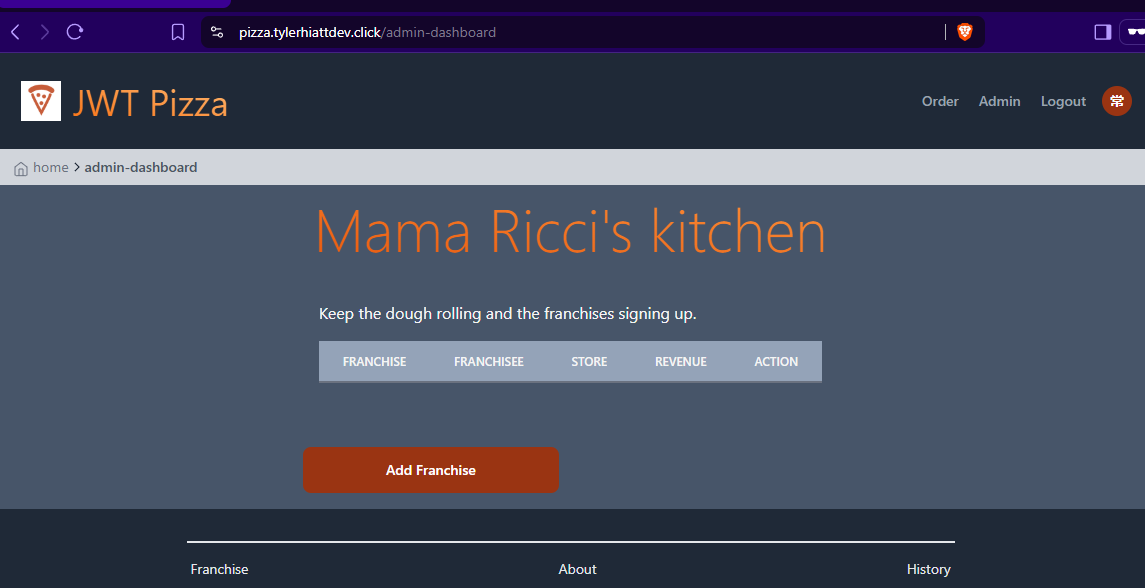 pizza.tylerhiattdev.click/admin-dashboard
JWT Pizza
Order Admin Logout 常
home > admin-dashboard
Mama Ricci's kitchen
Keep the dough rolling and the franchises signing up.
FRANCHISE FRANCHISEE STORE REVENUE ACTION
Add Franchise
Franchise About History